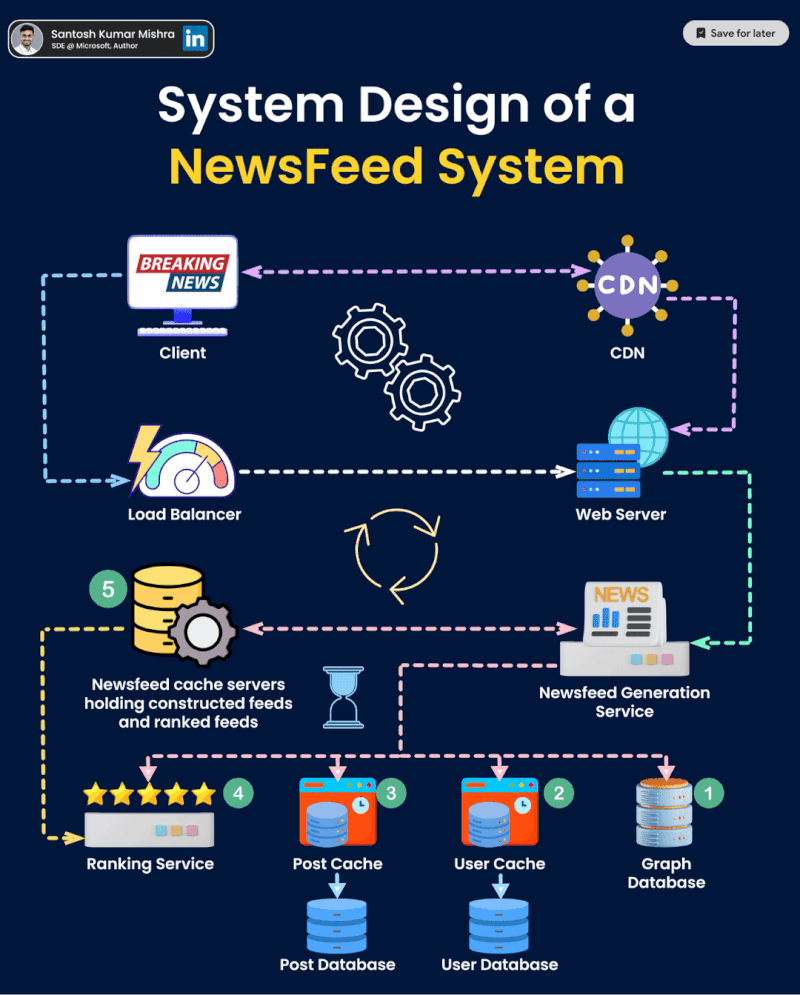 Santosh Kumar Mishra
SDE @ Microsoft, Author
in
Save for later
System Design of a
NewsFeed System
BREAKING
NEWS
CDN
Client
CDN
Load Balancer
Web Server
5
NEWS
Newsfeed cache servers
holding constructed feeds
and ranked feeds
Newsfeed Generation
Service
4
3
2
1
Ranking Service
Post Cache
User Cache
Graph
Database
Post Database
User Database